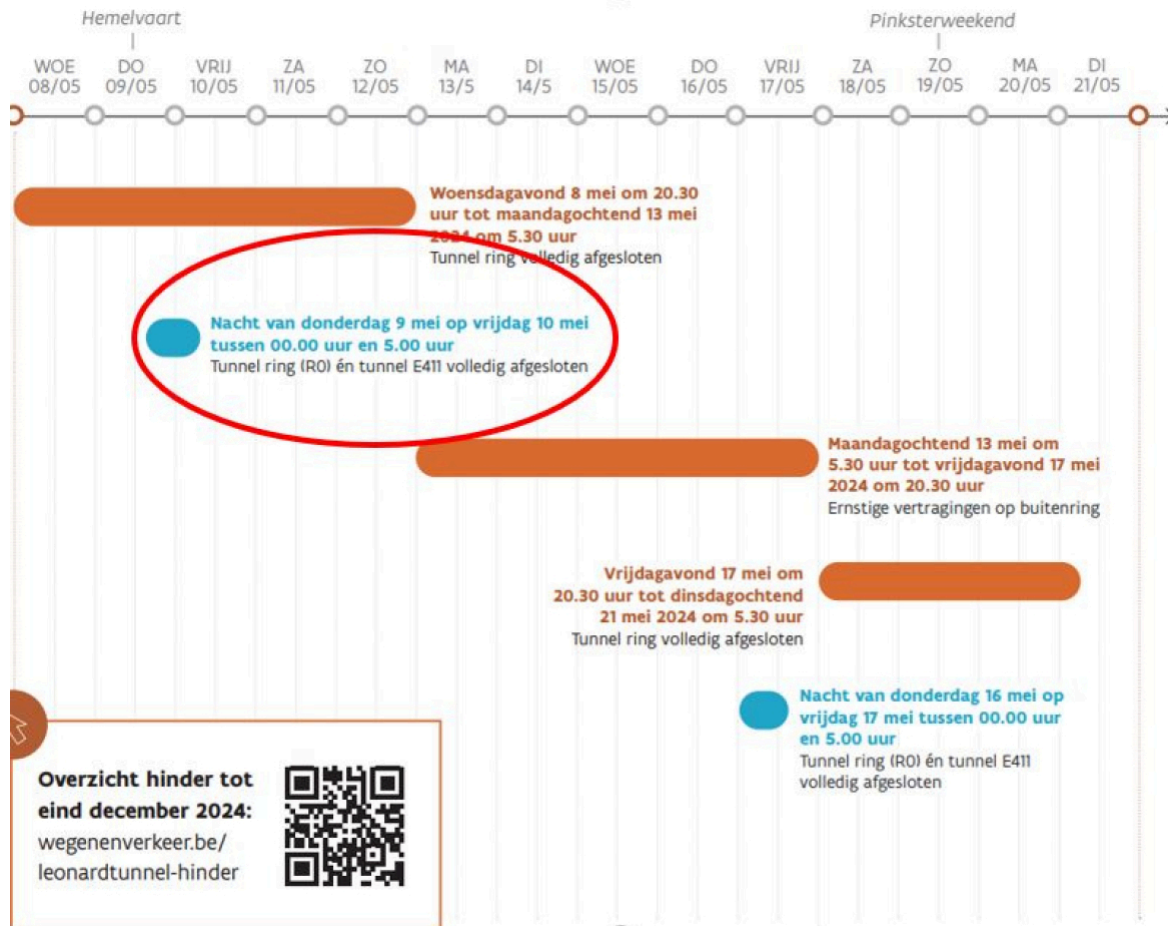 Hemelvaart
Pinksterweekend
WOE DO VRIJ ZA ZO MA DI WOE DO VRIJ ZA ZO MA DI
08/05 09/05 10/05 11/05 12/05 13/5 14/5 15/05 16/05 17/05 18/05 19/05 20/05 21/05
Woensdagavond 8 mei om 20.30
uur tot maandagochtend 13 mei
2024 om 5.30 uur
Tunnel ring volledig afgesloten
Nacht van donderdag 9 mei op vrijdag 10 mei
tussen 00.00 uur en 5.00 uur
Tunnel ring (R0) én tunnel E411 volledig afgesloten
Maandagochtend 13 mei om
5.30 uur tot vrijdagavond 17 mei
2024 om 20.30 uur
Ernstige vertragingen op buitenring
Vrijdagavond 17 mei om
20.30 uur tot dinsdagochtend
21 mei 2024 om 5.30 uur
Tunnel ring volledig afgesloten
Nacht van donderdag 16 mei op
vrijdag 17 mei tussen 00.00 uur
en 5.00 uur
Tunnel ring (R0) én tunnel E411
volledig afgesloten
Overzicht hinder tot
eind december 2024:
wegenenverkeer.be/
leonardtunnel-hinder